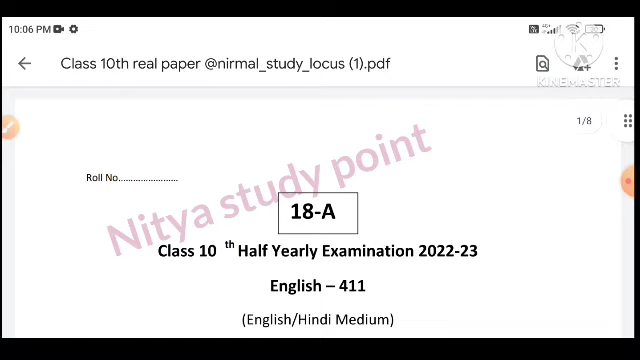 10:06 PM
Class 10th real paper @nirmal_study_locus (1).pdf
KINEMASTER
1/8
Roll No........................
Nitya study point
18-A
Class 10 th Half Yearly Examination 2022-23
English – 411
(English/Hindi Medium)